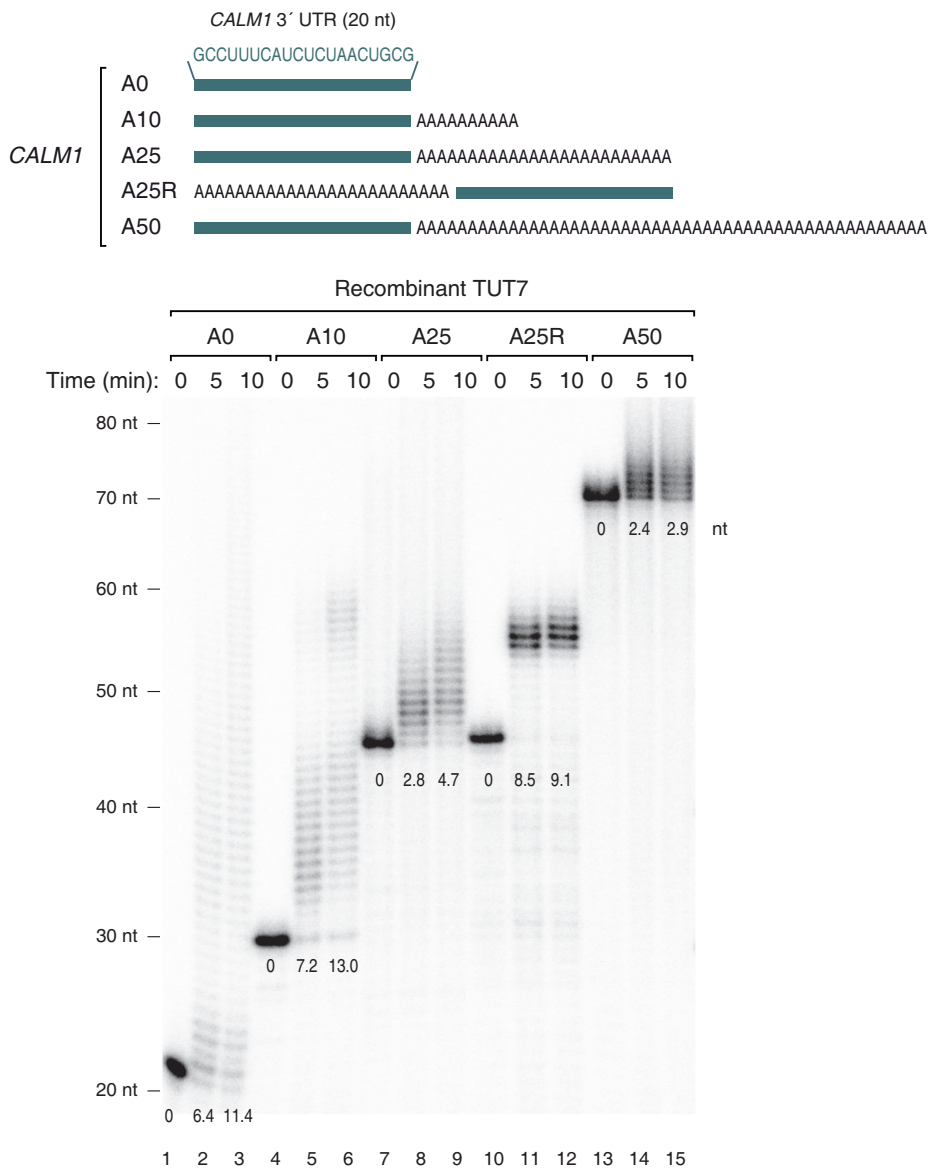 CALM1 3´ UTR (20 nt)
GCCUUUCAUCUCUAACUGCG
CALM1
A0
A10 AAAAAAAAAA
A25 AAAAAAAAAAAAAAAAAAAAAAAAA
A25R AAAAAAAAAAAAAAAAAAAAAAAAA
A50 AAAAAAAAAAAAAAAAAAAAAAAAAAAAAAAAAAAAAAAAAAAAAAAAAA
Recombinant TUT7
A0 A10 A25 A25R A50
Time (min): 0 5 10 0 5 10 0 5 10 0 5 10 0 5 10
80 nt
70 nt
0 2.4 2.9 nt
60 nt
50 nt
0 2.8 4.7 0 8.5 9.1
40 nt
30 nt
0 7.2 13.0
20 nt
0 6.4 11.4
1 2 3 4 5 6 7 8 9 10 11 12 13 14 15